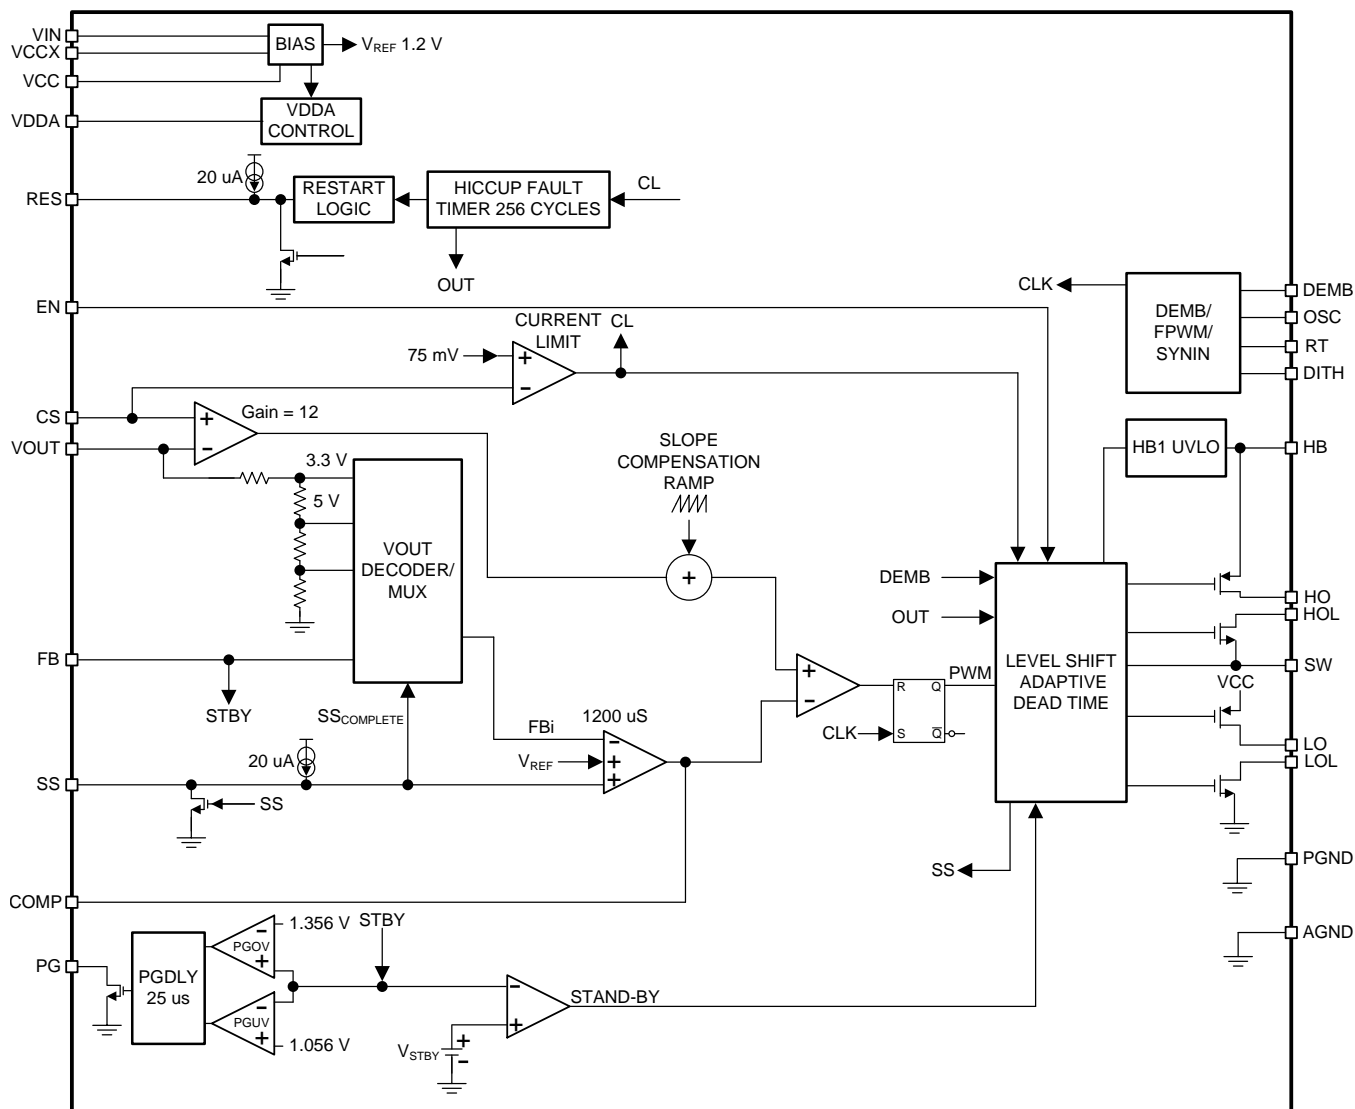 VIN
VCCX
VCC
VDDA
BIAS
VREF 1.2 V
VDDA
CONTROL
RES
20 uA
RESTART
LOGIC
HICCUP FAULT
TIMER 256 CYCLES
CL
OUT
EN
CURRENT
LIMIT
CL
75 mV
+
−
CLK
DEMB/
FPWM/
SYNIN
DEMB
OSC
RT
DITH
CS
VOUT
+
−
Gain = 12
3.3 V
5 V
VOUT
DECODER/
MUX
SLOPE
COMPENSATION
RAMP
+
HB1 UVLO
HB
DEMB
OUT
LEVEL SHIFT
ADAPTIVE
DEAD TIME
HO
HOL
SW
VCC
LO
LOL
FB
STBY
SSCOMPLETE
FBi
1200 uS
VREF
−
+
+
+
−
R
Q
S
Q
PWM
CLK
SS
20 uA
SS
SS
COMP
PGND
AGND
PG
PGDLY
25 us
−
PGOV
+
1.356 V
−
PGUV
+
1.056 V
STBY
−
+
STAND-BY
VSTBY
+
−